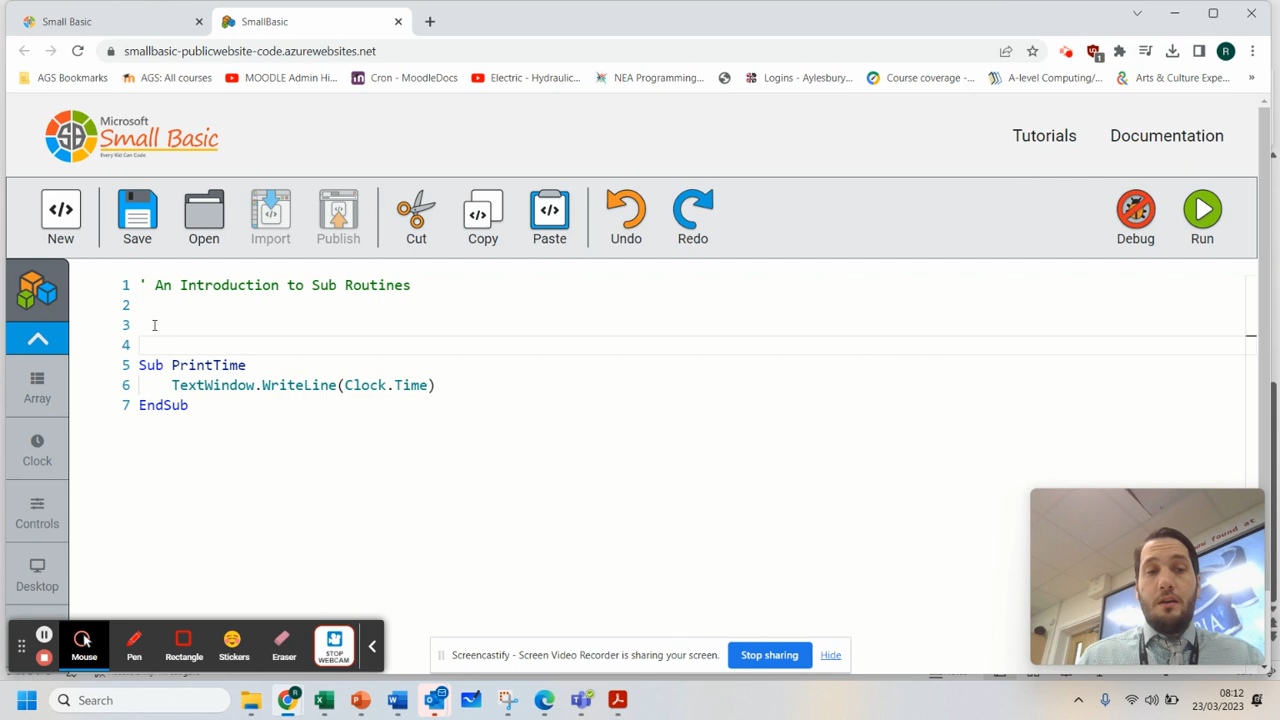 Small Basic
SmallBasic
smallbasic-publicwebsite-code.azurewebsites.net
R
1
AGS Bookmarks
AGS: All courses
MOODLE Admin Hi...
Cron - MoodleDocs
Electric - Hydraulic...
NEA Programming...
Logins - Aylesbury...
Course coverage -...
A-level Computing/...
Arts & Culture Expe...
»
SB
Microsoft
Small Basic
Every Kid Can Code
Tutorials
Documentation
New
Save
Open
Import
Publish
Cut
Copy
Paste
Undo
Redo
Debug
Run
1 ' An Introduction to Sub Routines
2
3
4
5 Sub PrintTime
6 TextWindow.WriteLine(Clock.Time)
7 EndSub
Array
Clock
Controls
Desktop
Mouse
Pen
Rectangle
Stickers
Eraser
STOP
WEBCAM
Screencastify - Screen Video Recorder is sharing your screen.
Stop sharing
Hide
now found at
Search
08:12
23/03/2023